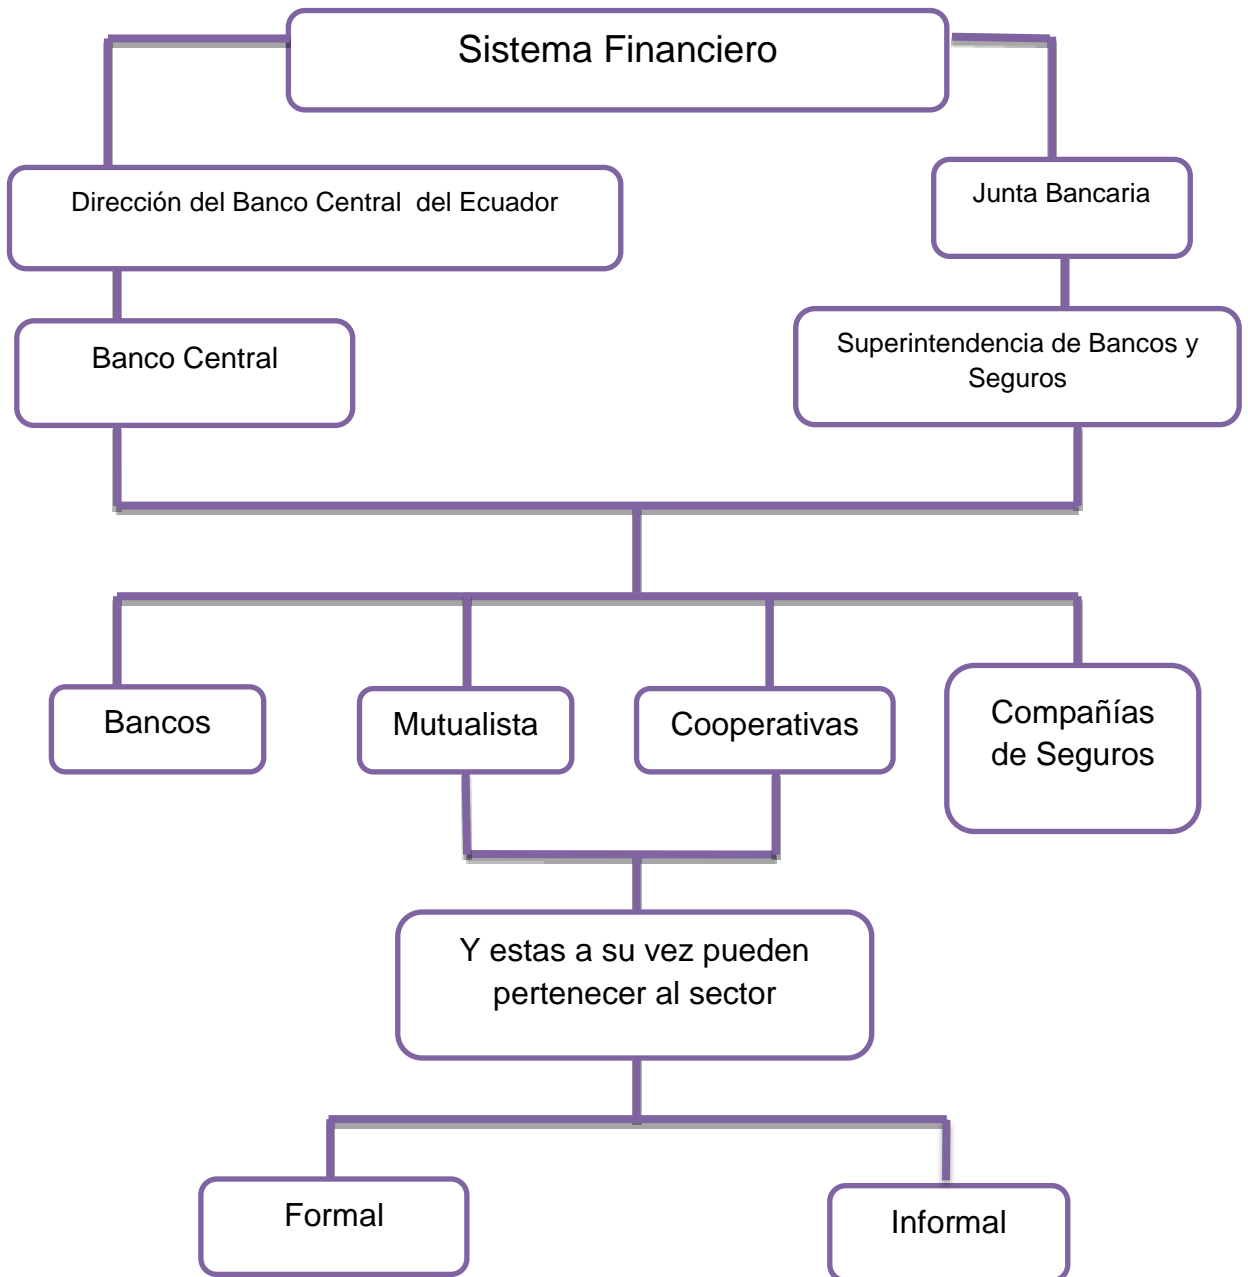 Sistema Financiero
Dirección del Banco Central  del Ecuador
Junta Bancaria
Banco Central
Superintendencia de Bancos y
Seguros
Bancos
Mutualista
Cooperativas
Compañías
de Seguros
Y estas a su vez pueden
pertenecer al sector
Formal
Informal